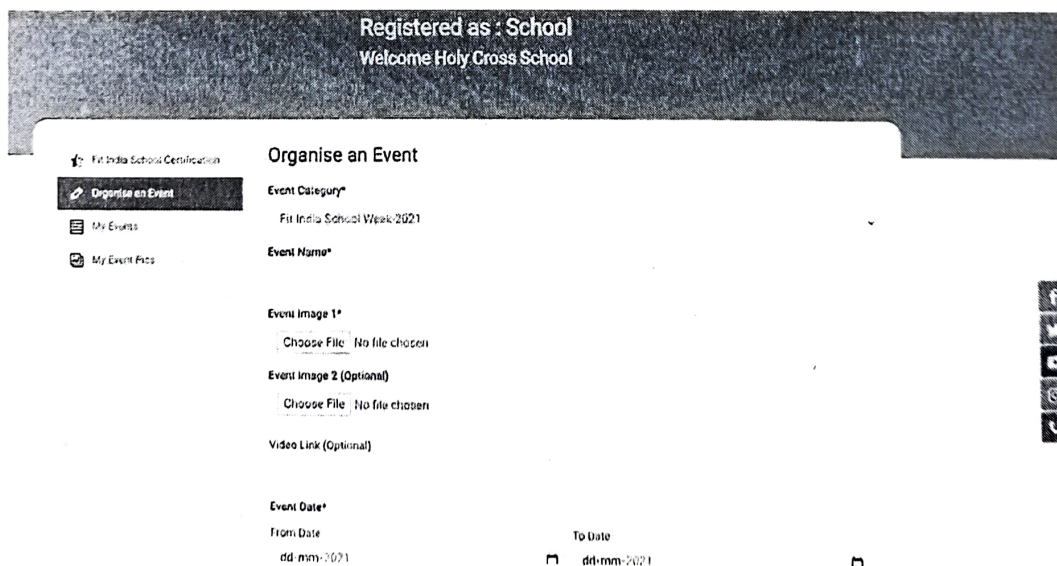 Registered as : School
Welcome Holy Cross School
Fit India School Certification
Organise an Event
My Events
My Event Pics
Organise an Event
Event Category*
Fit India School Week-2021
Event Name*
Event Image 1*
Choose File No file chosen
Event Image 2 (Optional)
Choose File No file chosen
Video Link (Optional)
Event Date*
From Date To Date
dd-mm-2021 dd-mm-2021